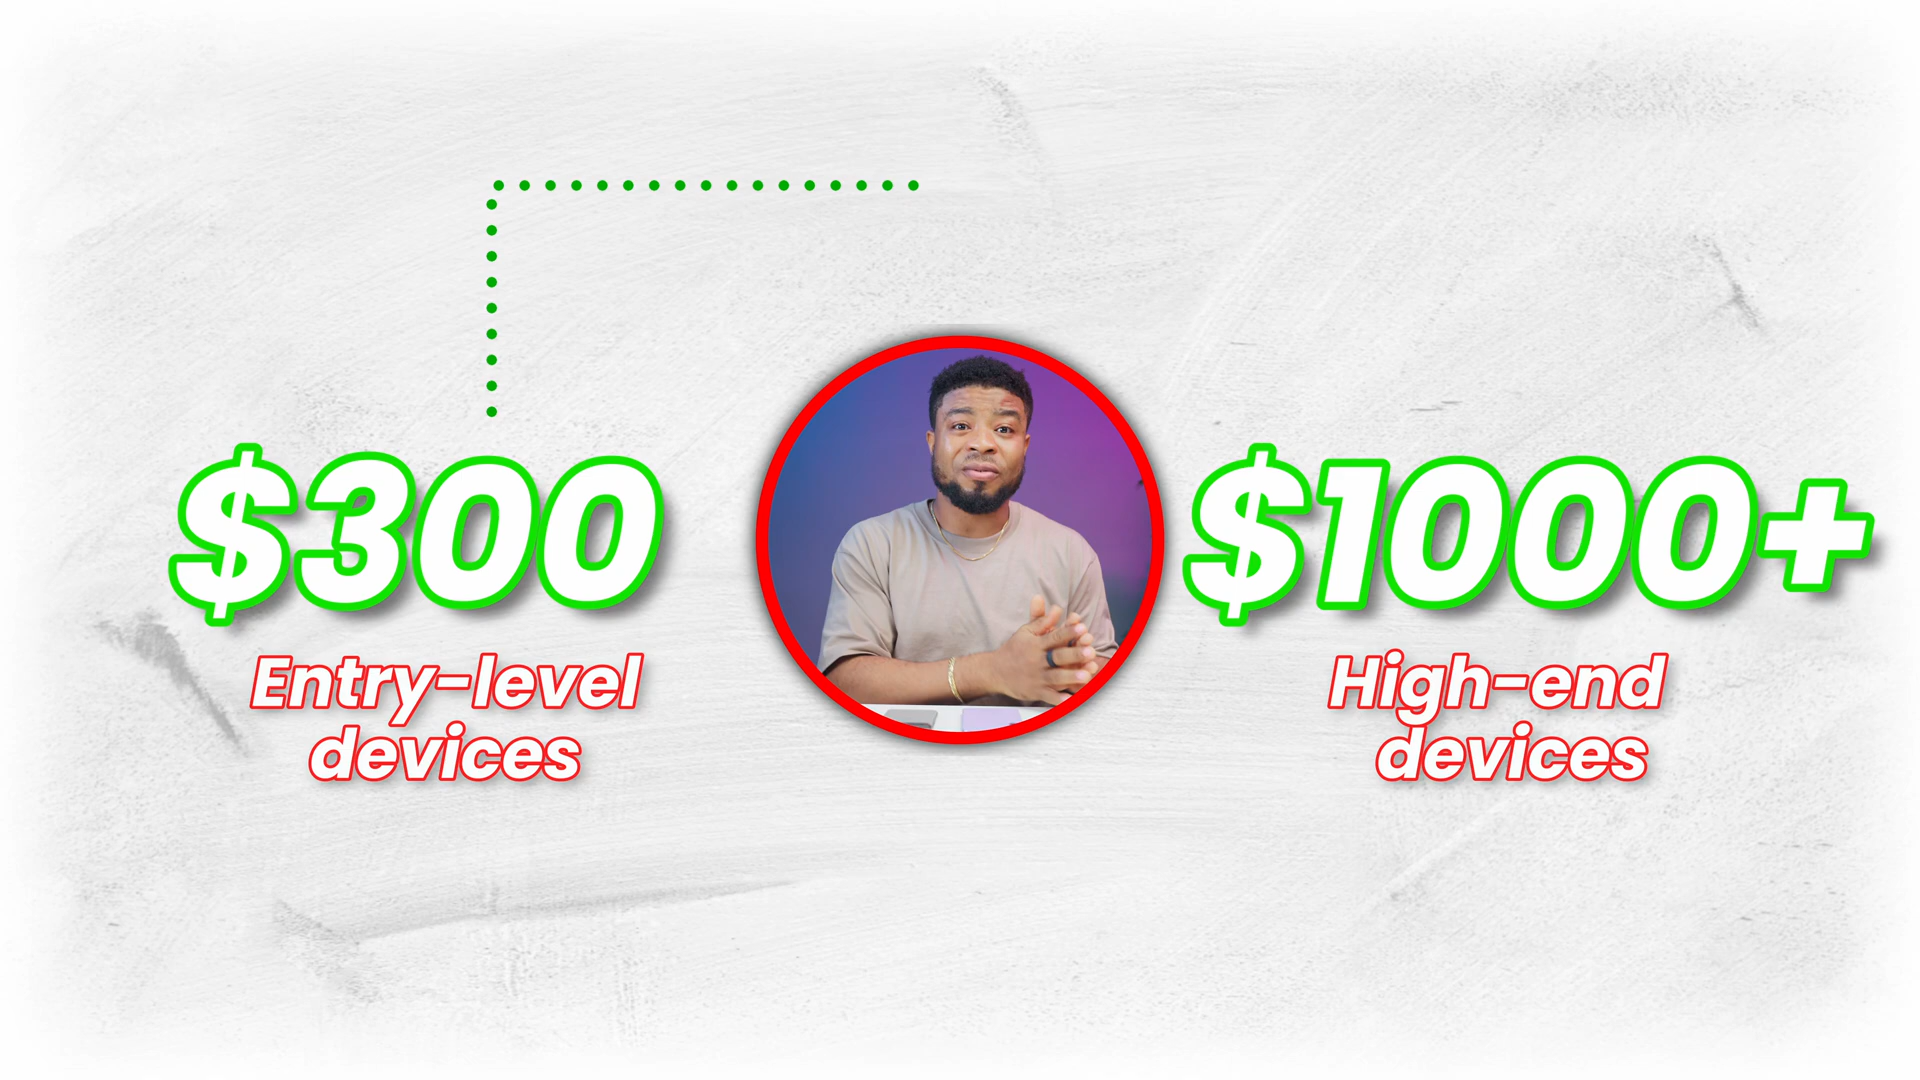 $300
Entry-level
devices
$1000+
High-end
devices